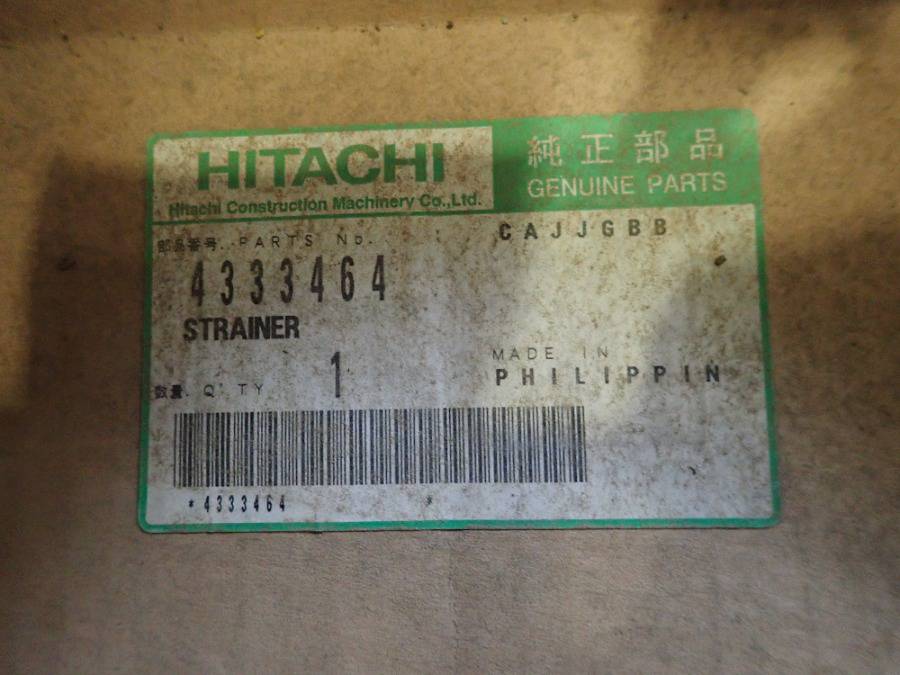 HITACHI
Hitachi Construction Machinery Co.,Ltd.
純正部品
GENUINE PARTS
部品番号. PARTS No.
CAJJGBB
4333464
STRAINER
数量. Q'TY 1
MADE IN
PHILIPPIN
*4333464 *